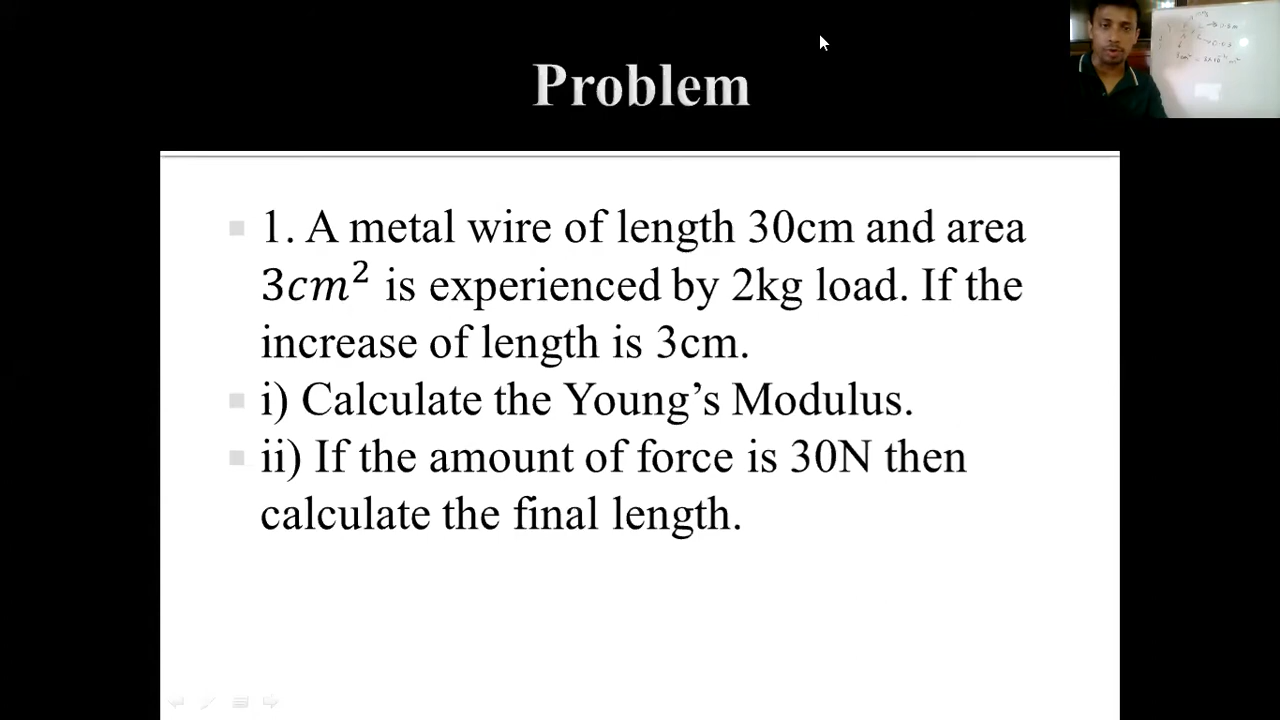 Problem
1. A metal wire of length 30cm and area
3cm² is experienced by 2kg load. If the
increase of length is 3cm.
i) Calculate the Young’s Modulus.
ii) If the amount of force is 30N then
calculate the final length.